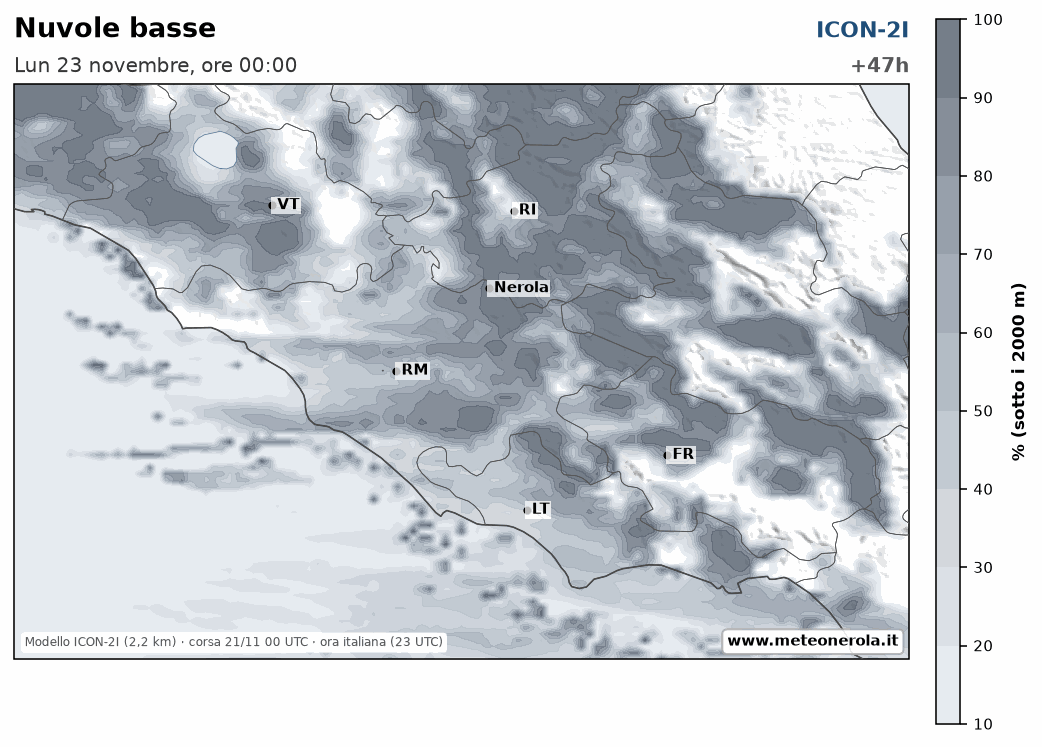 Nuvole basse
ICON-2I
Lun 23 novembre, ore 00:00
+47h
VT
RI
Nerola
RM
FR
LT
Modello ICON-2I (2,2 km) · corsa 21/11 00 UTC · ora italiana (23 UTC)
www.meteonerola.it
100
90
80
70
60
50
40
30
20
10
% (sotto i 2000 m)